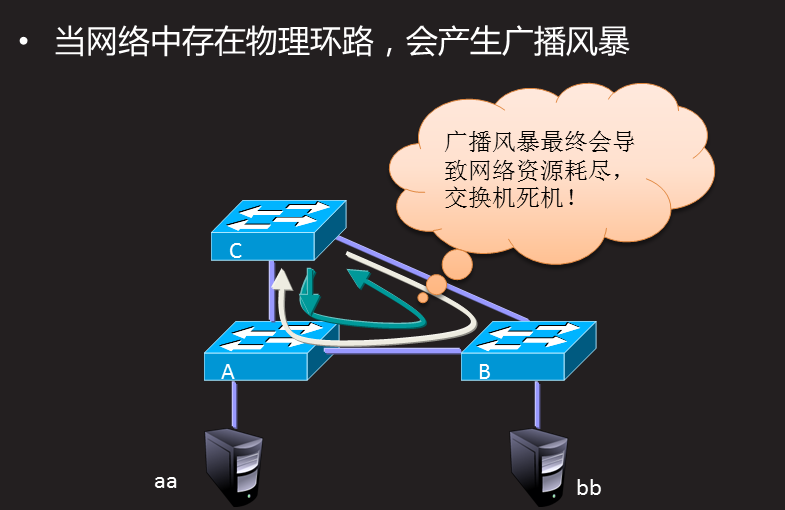 • 当网络中存在物理环路，会产生广播风暴
广播风暴最终会导
致网络资源耗尽，
交换机死机！
C
A
B
aa
bb